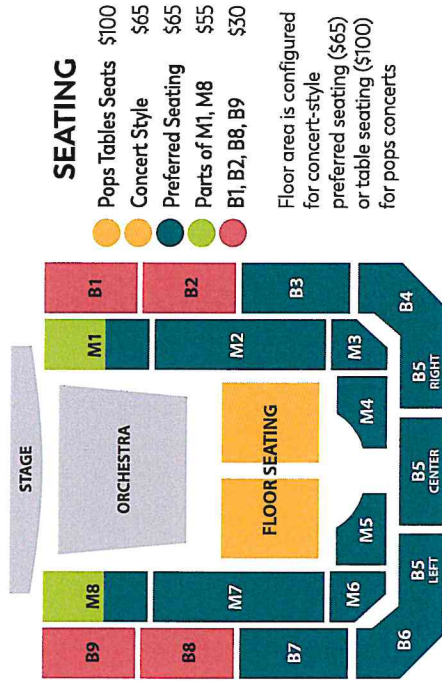 SEATING
Pops Tables Seats $100
Concert Style $65
Preferred Seating $65
Parts of M1, M8 $55
B1, B2, B8, B9 $30
Floor area is configured
for concert-style
preferred seating ($65)
or table seating ($100)
for pops concerts
STAGE
ORCHESTRA
FLOOR SEATING
M8
M1
B9
B1
B8
M7
M2
B2
B7
B3
M6
M5
M4
M3
B6
B5
LEFT
B5
CENTER
B5
RIGHT
B4